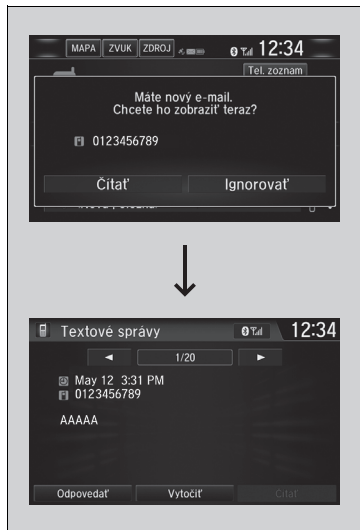 MAPA ZVUK ZDROJ 12:34
Tel. zoznam
Máte nový e-mail.
Chcete ho zobraziť teraz?
0123456789
Čítať Ignorovať
Textové správy 12:34
◄ 1/20 ►
May 12 3:31 PM
0123456789
AAAAA
Odpovedať Vytočiť Čítať